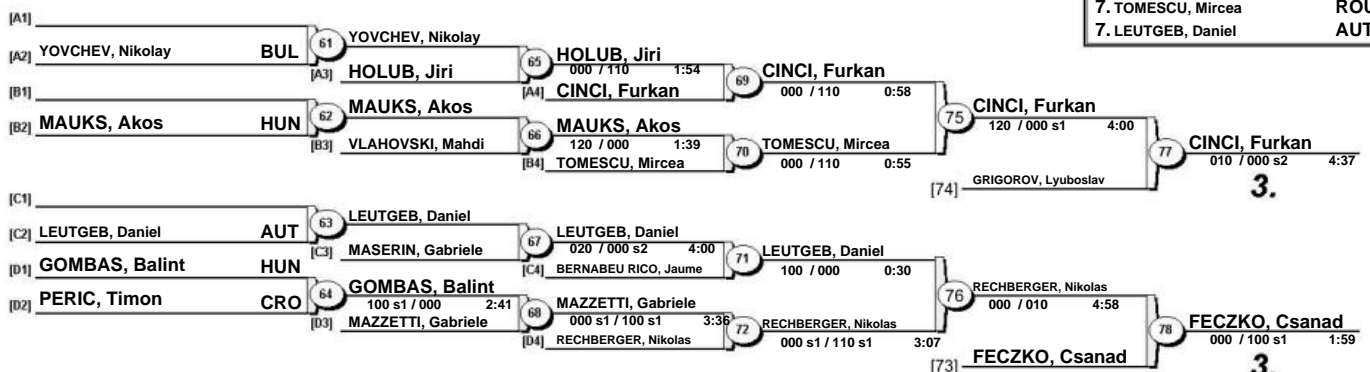 7. TOMESCU, Mircea ROU
7. LEUTGEB, Daniel AUT
[A1]
[A2] YOVCHEV, Nikolay BUL 61 YOVCHEV, Nikolay
[A3] HOLUB, Jiri 65 HOLUB, Jiri
000 / 110 1:54
[A4] CINCI, Furkan 69 CINCI, Furkan
000 / 110 0:58
[B1]
[B2] MAUKS, Akos HUN 62 MAUKS, Akos
[B3] VLAHOVSKI, Mahdi 66 MAUKS, Akos
120 / 000 1:39
[B4] TOMESCU, Mircea 70 TOMESCU, Mircea
000 / 110 0:55
75 CINCI, Furkan
120 / 000 s1 4:00
[74] GRIGOROV, Lyuboslav
77 CINCI, Furkan
010 / 000 s2 4:37
3.
[C1]
[C2] LEUTGEB, Daniel AUT 63 LEUTGEB, Daniel
[C3] MASERIN, Gabriele 67 LEUTGEB, Daniel
020 / 000 s2 4:00
[C4] BERNABEU RICO, Jaume 71 LEUTGEB, Daniel
100 / 000 0:30
[D1] GOMBAS, Balint HUN
[D2] PERIC, Timon CRO 64 GOMBAS, Balint
100 s1 / 000 2:41
[D3] MAZZETTI, Gabriele 68 MAZZETTI, Gabriele
000 s1 / 100 s1 3:36
[D4] RECHBERGER, Nikolas 72 RECHBERGER, Nikolas
000 s1 / 110 s1 3:07
76 RECHBERGER, Nikolas
000 / 010 4:58
[73] FECZKO, Csanad
78 FECZKO, Csanad
000 / 100 s1 1:59
3.